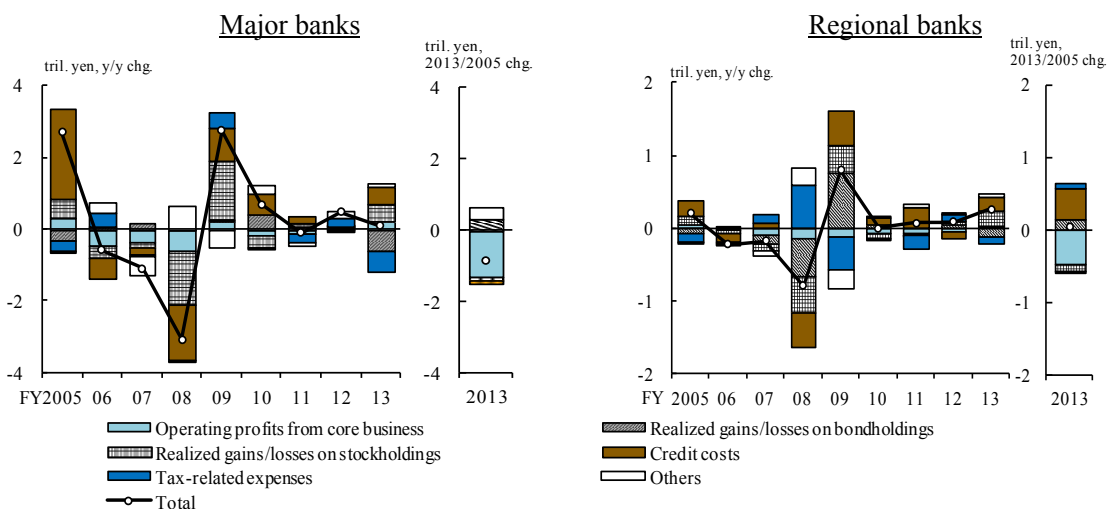 Major banks
tril. yen, y/y chg.
4
2
0
-2
-4
FY2005 06 07 08 09 10 11 12 13
tril. yen,
2013/2005 chg.
4
2
0
-2
-4
2013
Regional banks
tril. yen, y/y chg.
2
1
0
-1
-2
FY 2005 06 07 08 09 10 11 12 13
tril. yen,
2013/2005 chg.
2
1
0
-1
-2
2013
Operating profits from core business
Realized gains/losses on stockholdings
Tax-related expenses
Total
Realized gains/losses on bondholdings
Credit costs
Others